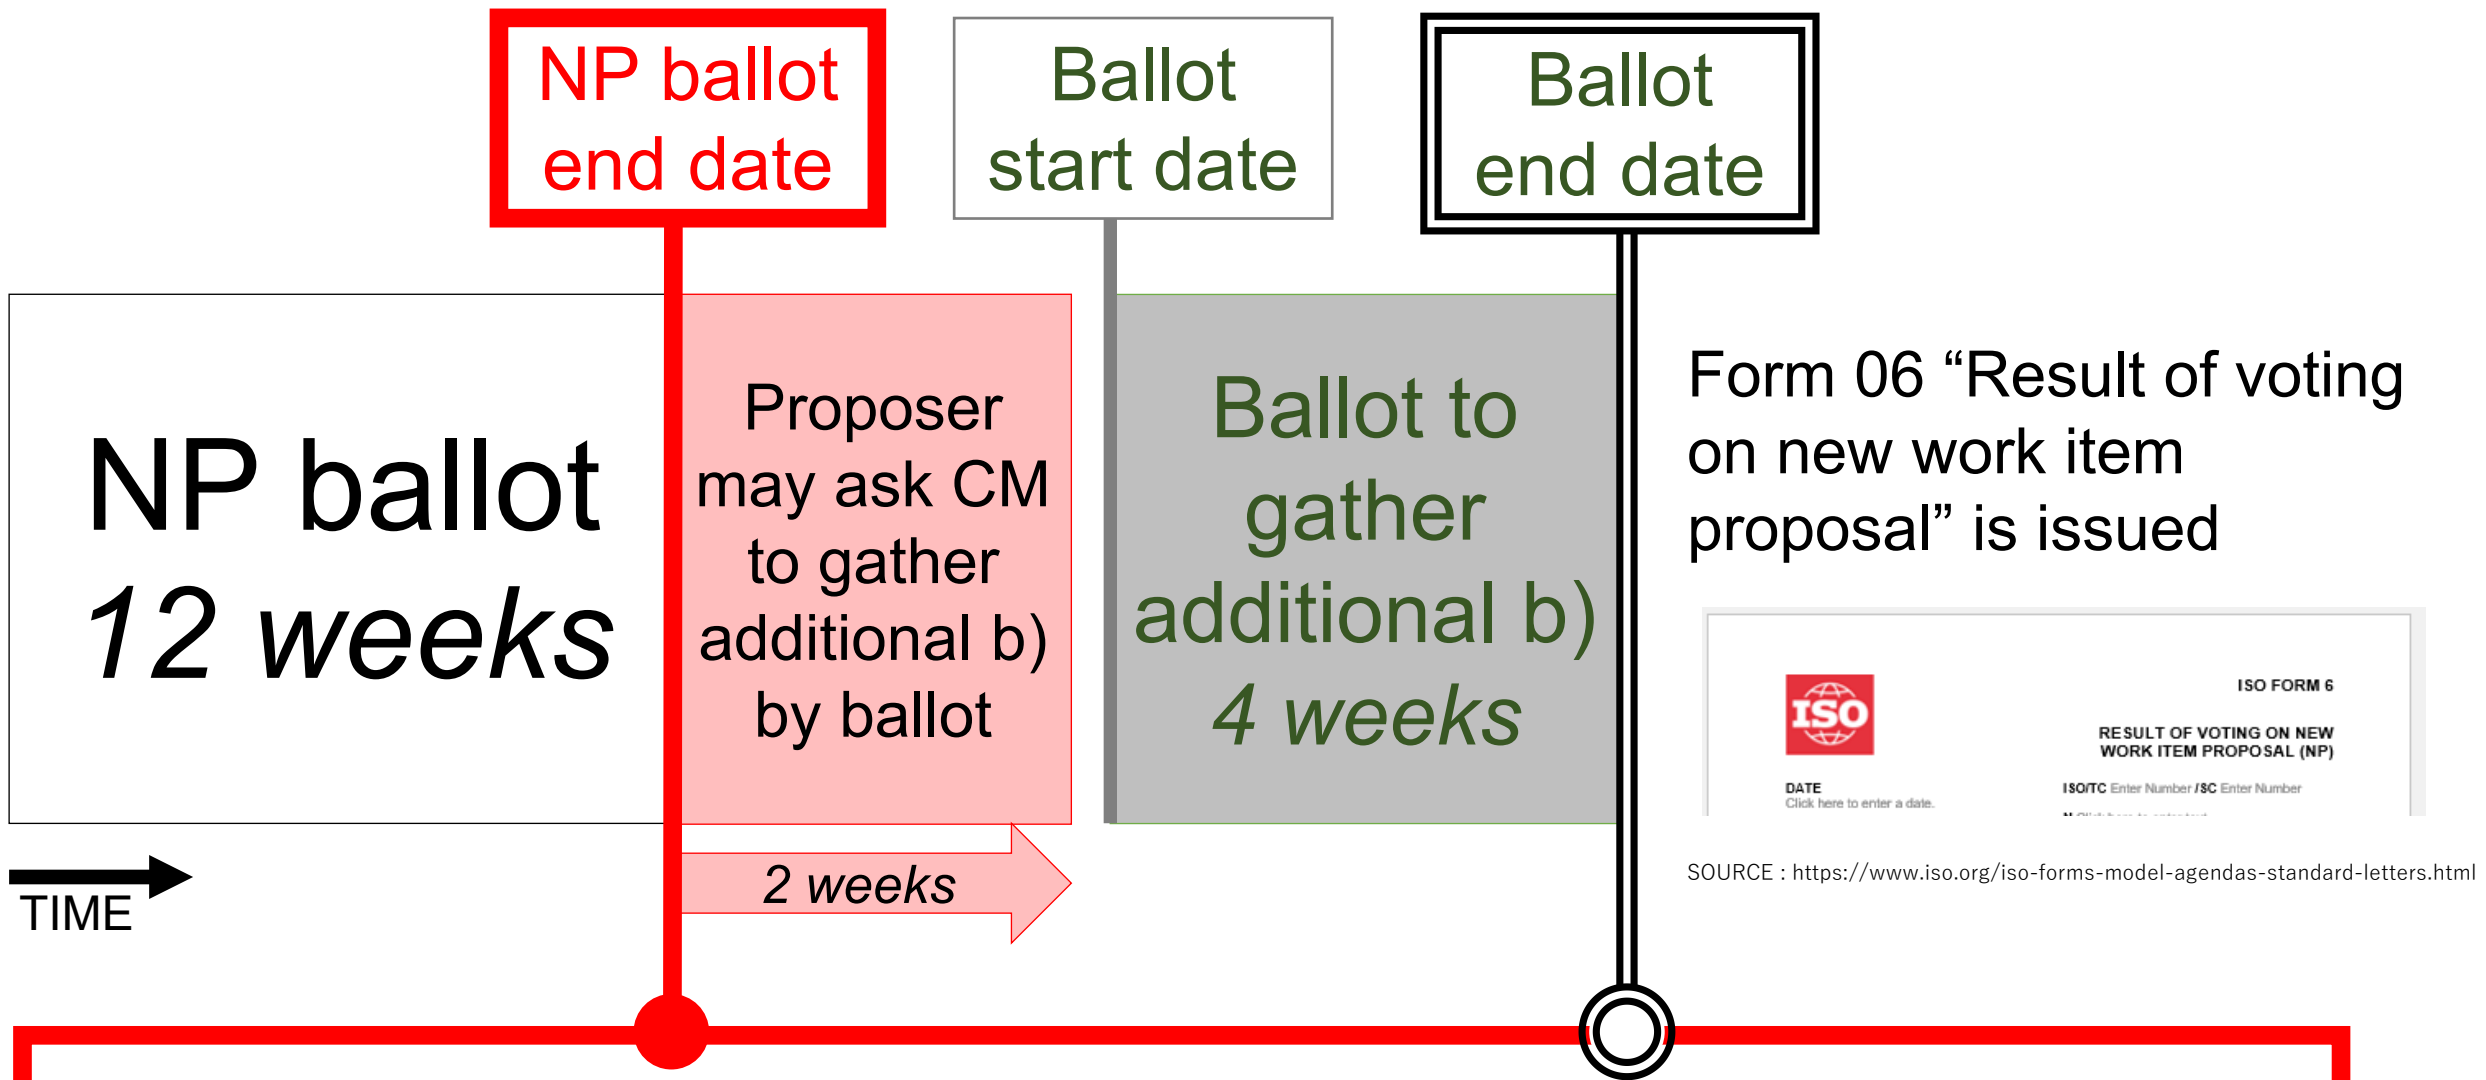 NP ballot
end date
Ballot
start date
Ballot
end date
NP ballot
12 weeks
Proposer
may ask CM
to gather
additional b)
by ballot
2 weeks
Ballot to
gather
additional b)
4 weeks
TIME
Form 06 “Result of voting
on new work item
proposal” is issued
ISO
ISO FORM 6
RESULT OF VOTING ON NEW
WORK ITEM PROPOSAL (NP)
DATE
Click here to enter a date.
ISO/TC Enter Number /SC Enter Number
SOURCE : https://www.iso.org/iso-forms-model-agendas-standard-letters.html